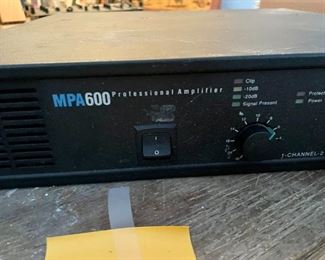 MPA600 Professional Amplifier
Clip
-10dB
-20dB
Signal Present
Protect
Power
I
O
1-CHANNEL-2